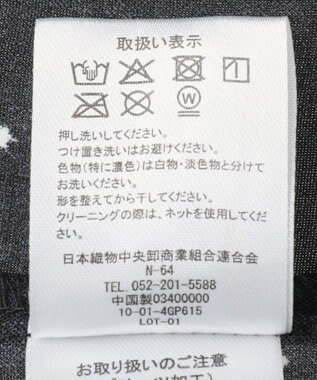 取扱い表示
W
押し洗いしてください。
つけ置き洗いはお避けください。
色物(特に濃色)は白物・淡色物と分けて
お洗いください。
形を整えてから干してください。
クリーニングの際は、ネットを使用してくだ
さい。
日本織物中央卸商業組合連合会
N-64
TEL. 052-201-5588
中国製03400000
10-01-4GP615
LOT-01
お取り扱いのご注意